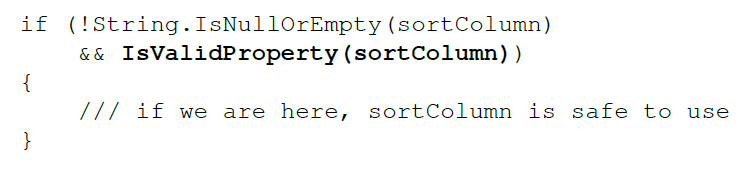 if (!String.IsNullOrEmpty(sortColumn)
    && IsValidProperty(sortColumn))
{
    /// if we are here, sortColumn is safe to use
}